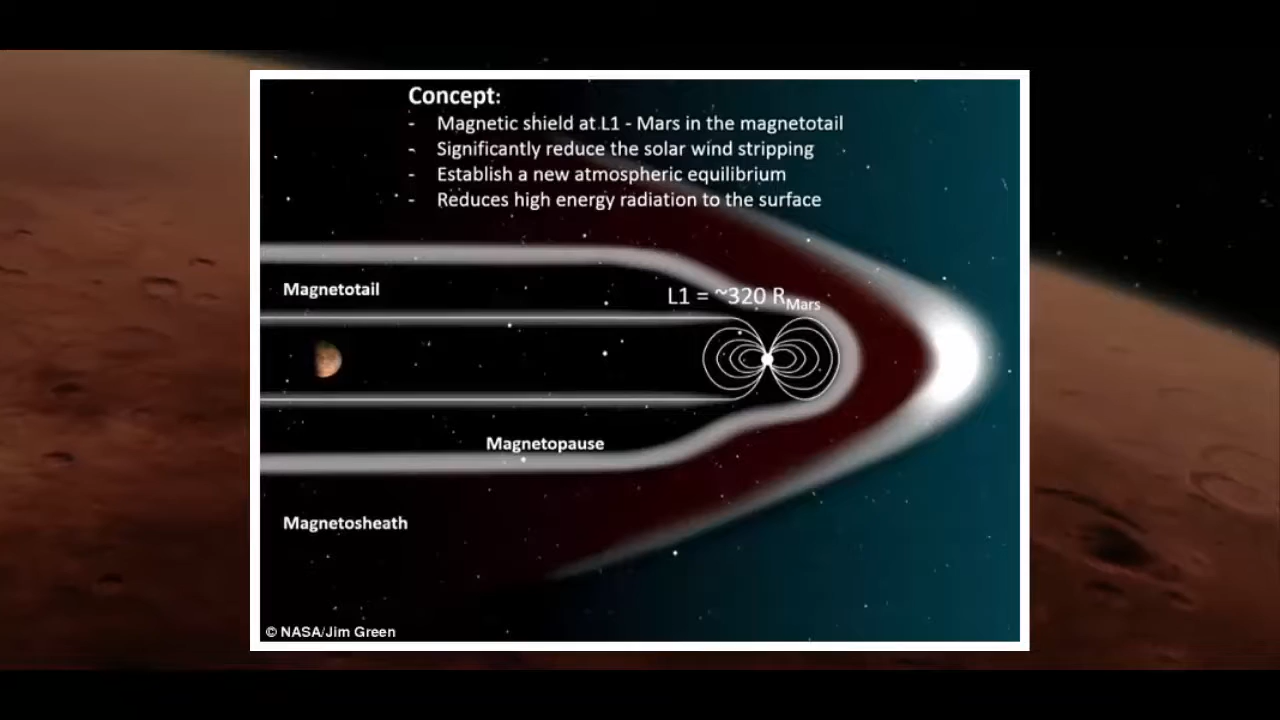 Concept:
- Magnetic shield at L1 - Mars in the magnetotail
- Significantly reduce the solar wind stripping
- Establish a new atmospheric equilibrium
- Reduces high energy radiation to the surface
Magnetotail
L1 = ~320 RMars
Magnetopause
Magnetosheath
© NASA/Jim Green